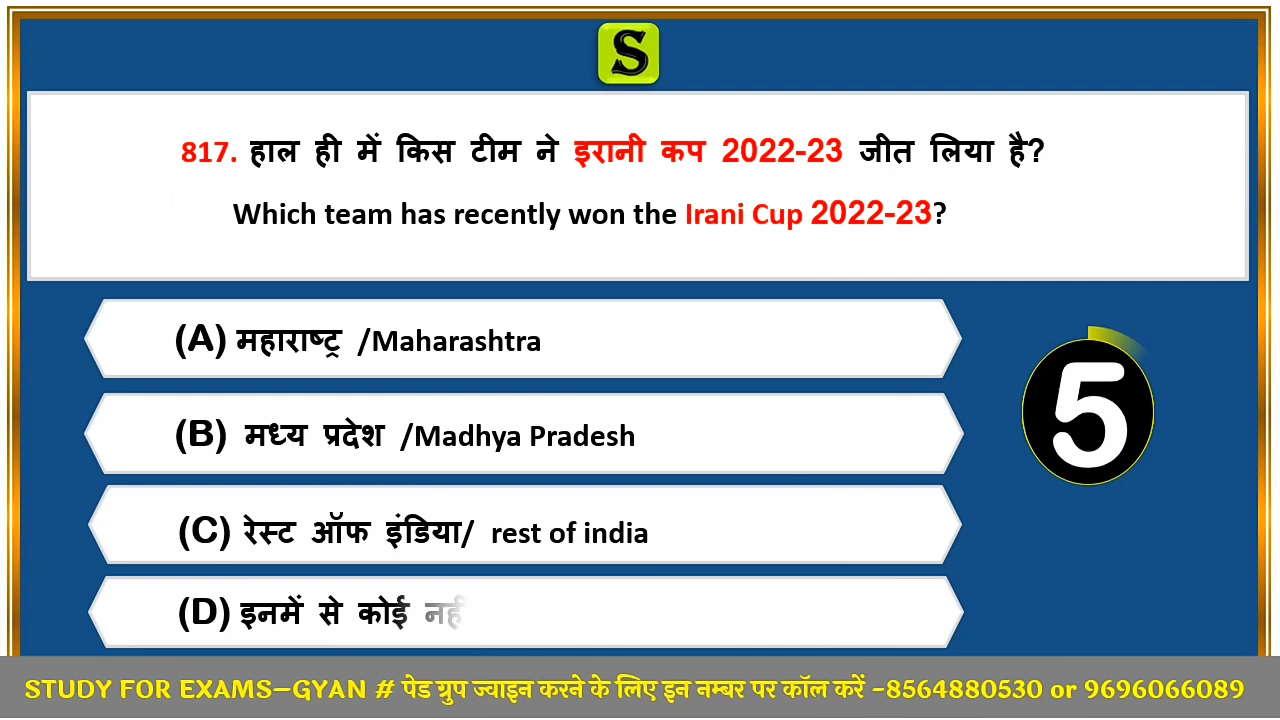 S
817. हाल ही में किस टीम ने इरानी कप 2022-23 जीत लिया है?
Which team has recently won the Irani Cup 2022-23?
(A) महाराष्ट्र /Maharashtra
(B) मध्य प्रदेश /Madhya Pradesh
(C) रेस्ट ऑफ इंडिया/ rest of india
(D) इनमें से कोई
5
STUDY FOR EXAMS–GYAN # पेड ग्रुप ज्वाइन करने के लिए इन नम्बर पर कॉल करें -8564880530 or 9696066089